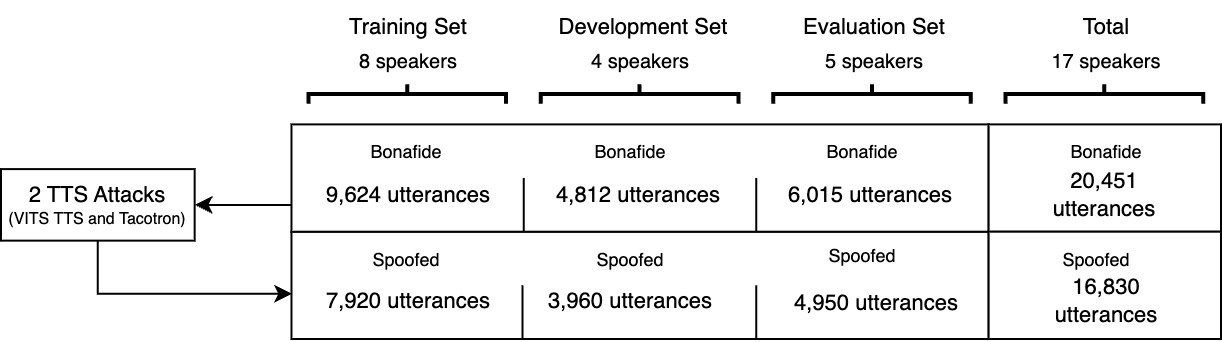 Training Set
8 speakers
Development Set
4 speakers
Evaluation Set
5 speakers
Total
17 speakers
2 TTS Attacks
(VITS TTS and Tacotron)
Bonafide
9,624 utterances
Bonafide
4,812 utterances
Bonafide
6,015 utterances
Bonafide
20,451
utterances
Spoofed
7,920 utterances
Spoofed
3,960 utterances
Spoofed
4,950 utterances
Spoofed
16,830
utterances